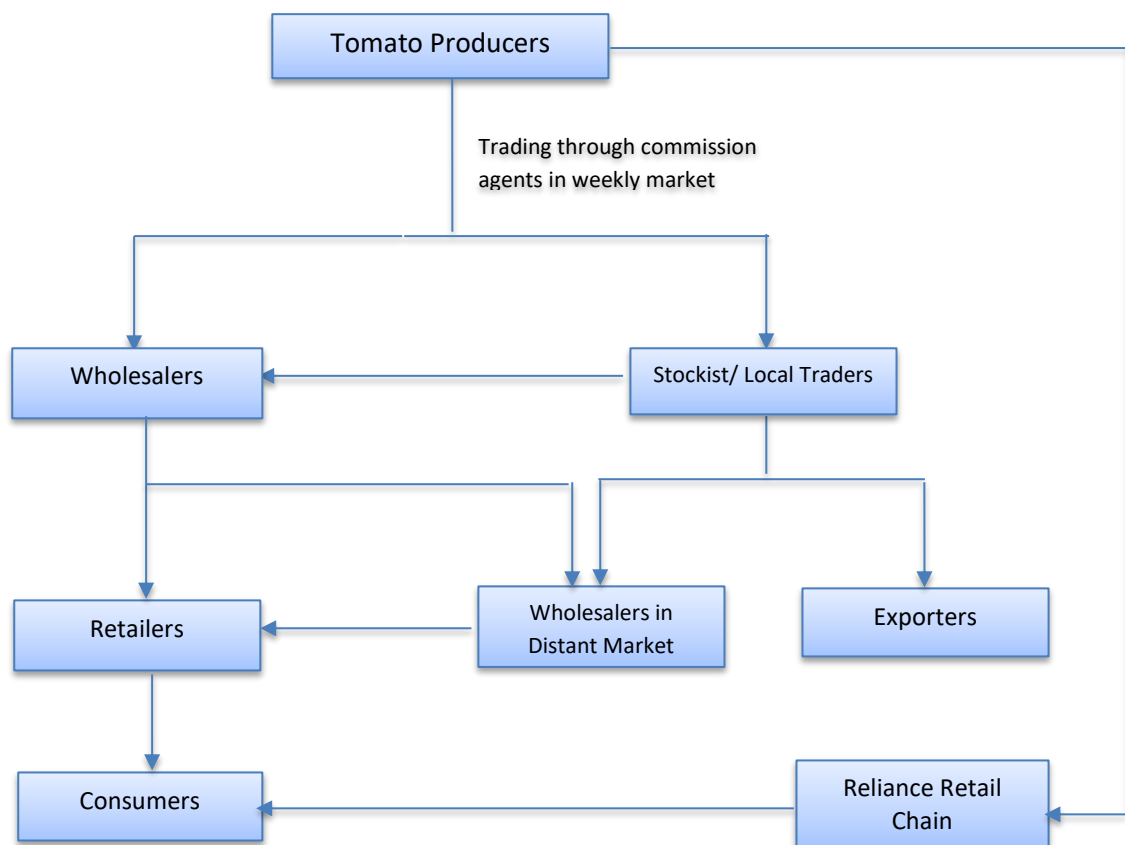 Tomato Producers
Trading through commission
agents in weekly market
Wholesalers
Stockist/ Local Traders
Retailers
Wholesalers in
Distant Market
Exporters
Consumers
Reliance Retail
Chain